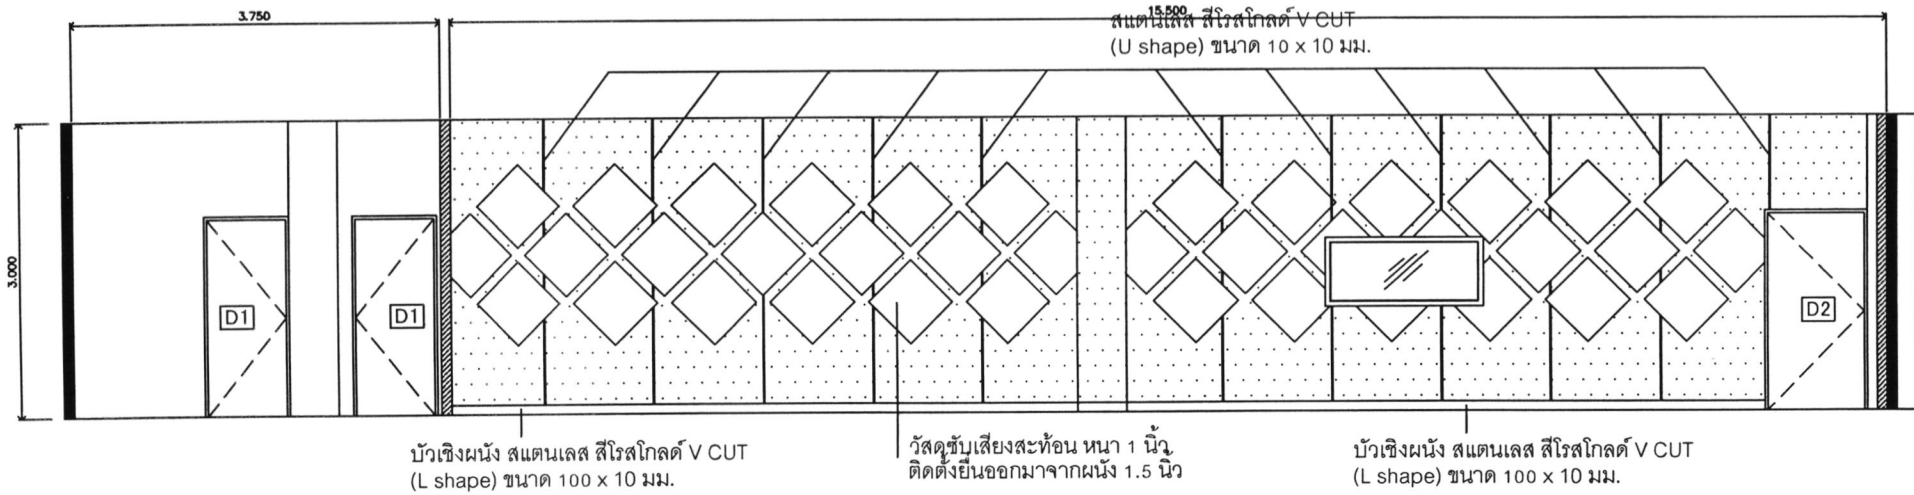 3.750
15.500
สแตนเลส สีโรสโกลด์ V CUT
(U shape) ขนาด 10 x 10 มม.
3.000
D1
D1
D2
บัวเชิงผนัง สแตนเลส สีโรสโกลด์ V CUT
(L shape) ขนาด 100 x 10 มม.
วัสดุซับเสียงสะท้อน หนา 1 นิ้ว
ติดตั้งยื่นออกมาจากผนัง 1.5 นิ้ว
บัวเชิงผนัง สแตนเลส สีโรสโกลด์ V CUT
(L shape) ขนาด 100 x 10 มม.